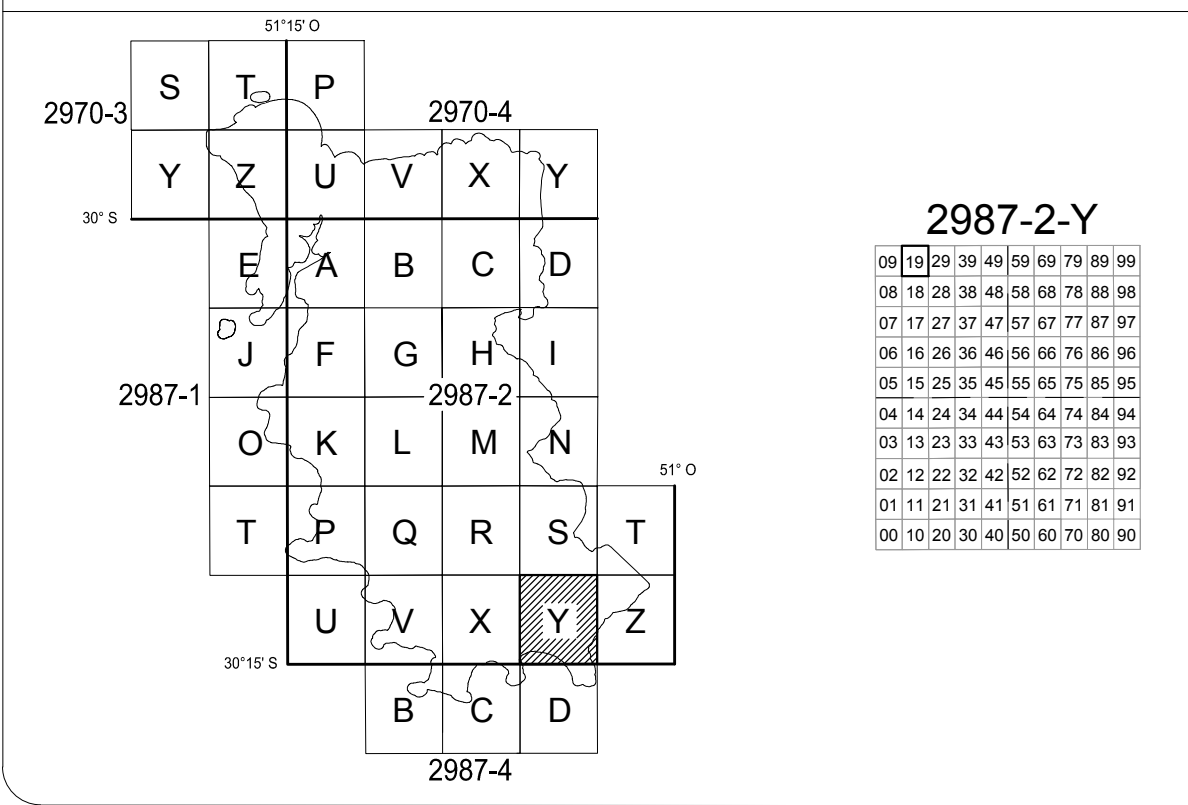 51°15' O
S T P
2970-3
2970-4
Y Z U V X Y
30° S
E A B C D
J F G H I
2987-1
2987-2
O K L M N
51° O
T P Q R S T
U V X Y Z
30°15' S
B C D
2987-4
2987-2-Y
09 19 29 39 49 59 69 79 89 99
08 18 28 38 48 58 68 78 88 98
07 17 27 37 47 57 67 77 87 97
06 16 26 36 46 56 66 76 86 96
05 15 25 35 45 55 65 75 85 95
04 14 24 34 44 54 64 74 84 94
03 13 23 33 43 53 63 73 83 93
02 12 22 32 42 52 62 72 82 92
01 11 21 31 41 51 61 71 81 91
00 10 20 30 40 50 60 70 80 90